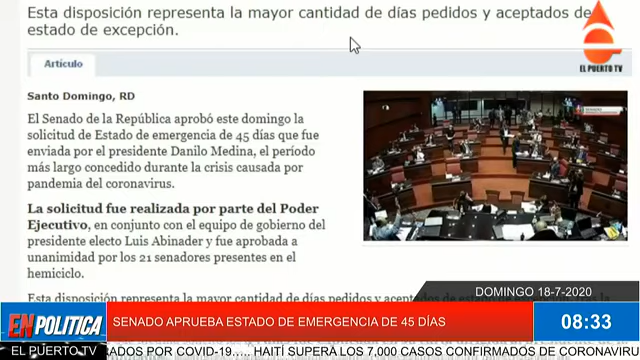 Esta disposición representa la mayor cantidad de días pedidos y aceptados de
estado de excepción.
EL PUERTO TV
Artículo
Santo Domingo, RD
El Senado de la República aprobó este domingo la
solicitud de Estado de emergencia de 45 días que fue
enviada por el presidente Danilo Medina, el período
más largo concedido durante la crisis causada por
pandemia del coronavirus.
La solicitud fue realizada por parte del Poder
Ejecutivo, en conjunto con el equipo de gobierno del
presidente electo Luis Abinader y fue aprobada a
unanimidad por los 21 senadores presentes en el
hemiciclo.
Esta disposición representa la mayor cantidad de días pedidos y
DOMINGO 18-7-2020
EN POLITICA
SENADO APRUEBA ESTADO DE EMERGENCIA DE 45 DÍAS
08:33
EL PUERTO TV
RADOS POR COVID-19.... HAITÍ SUPERA LOS 7,000 CASOS CONFIRMADOS DE CORONAVIR